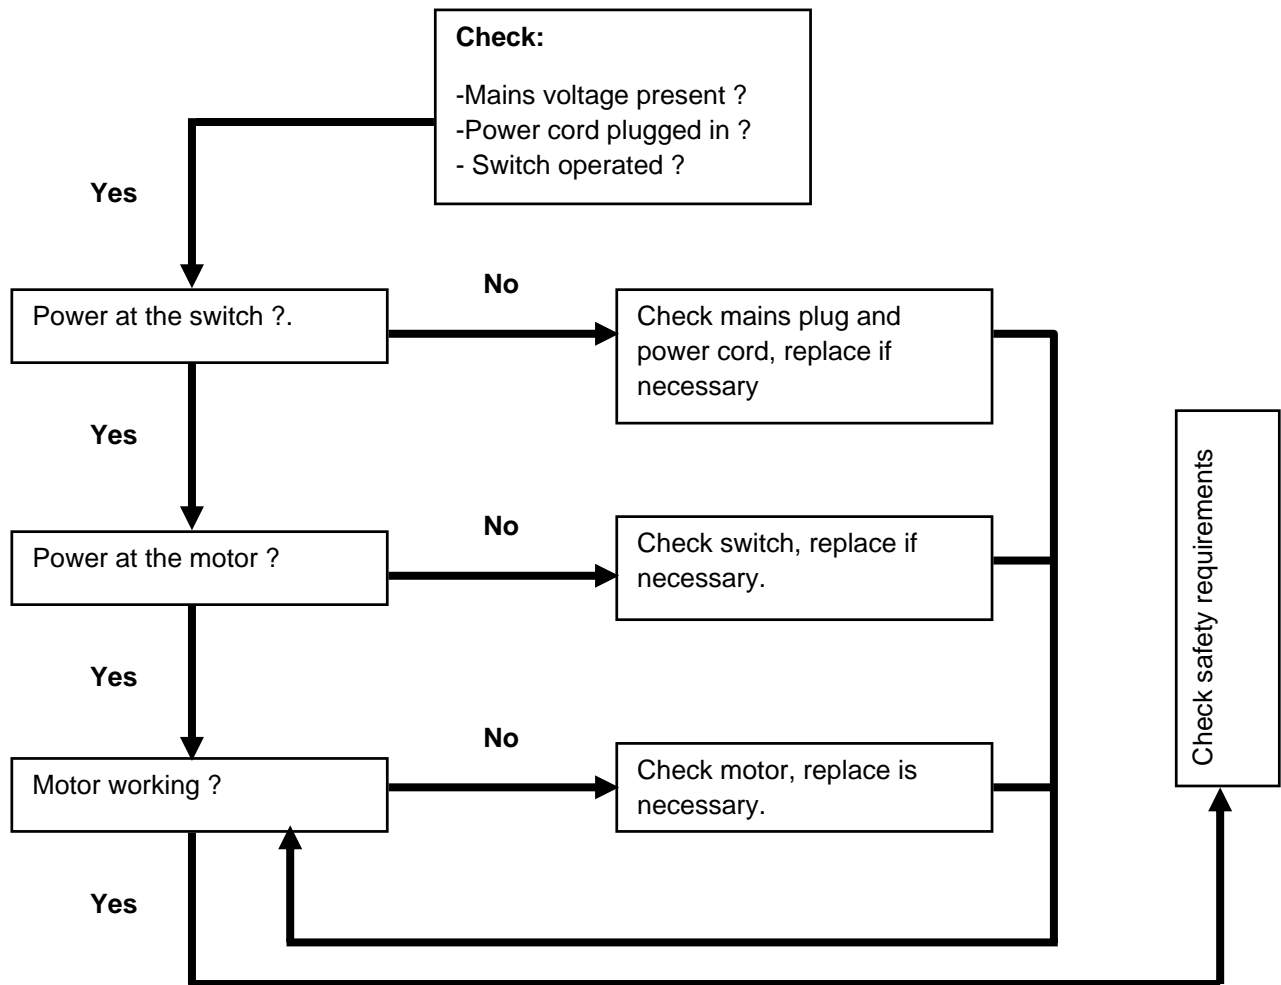 Check:
-Mains voltage present ?
-Power cord plugged in ?
- Switch operated ?
Yes
Power at the switch ?.
No
Check mains plug and
power cord, replace if
necessary
Yes
Power at the motor ?
No
Check switch, replace if
necessary.
Check safety requirements
Yes
Motor working ?
No
Check motor, replace is
necessary.
Yes